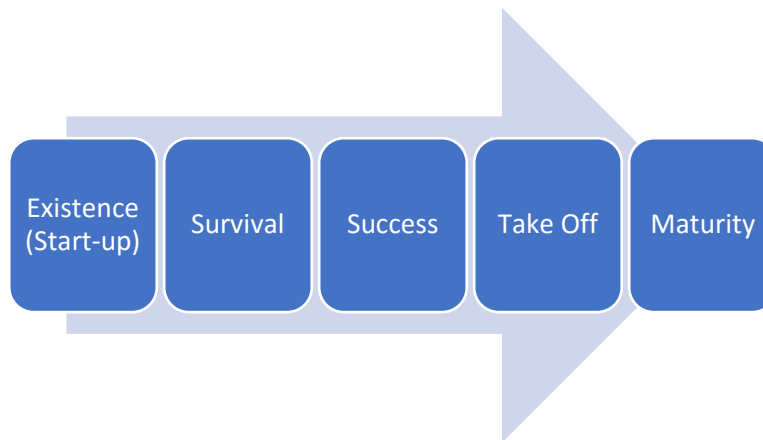 Existence
(Start-up)
Survival
Success
Take Off
Maturity